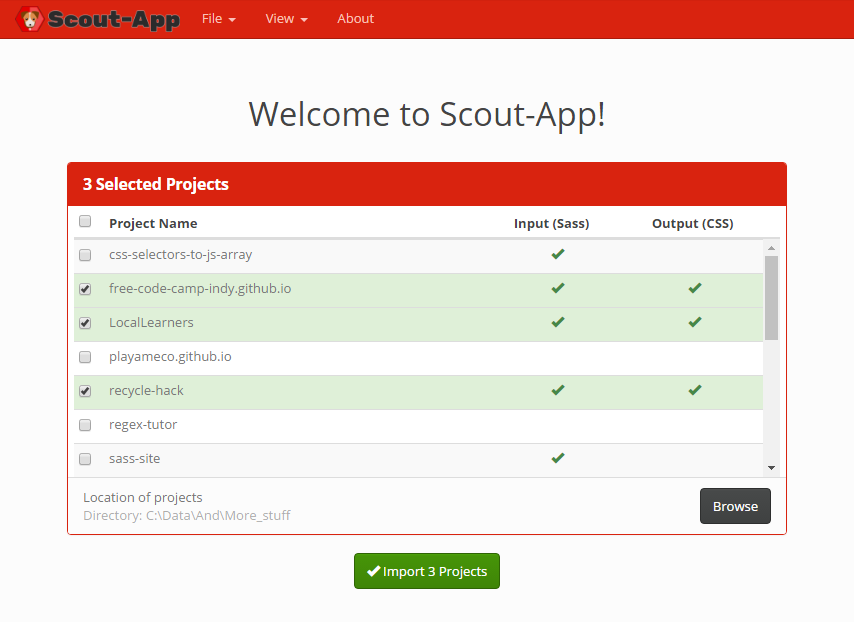 Scout-App File View About
Welcome to Scout-App!
3 Selected Projects
Project Name Input (Sass) Output (CSS)
css-selectors-to-js-array
free-code-camp-indy.github.io
LocalLearners
playameco.github.io
recycle-hack
regex-tutor
sass-site
Location of projects
Directory: C:\Data\And\More_stuff
Browse
Import 3 Projects